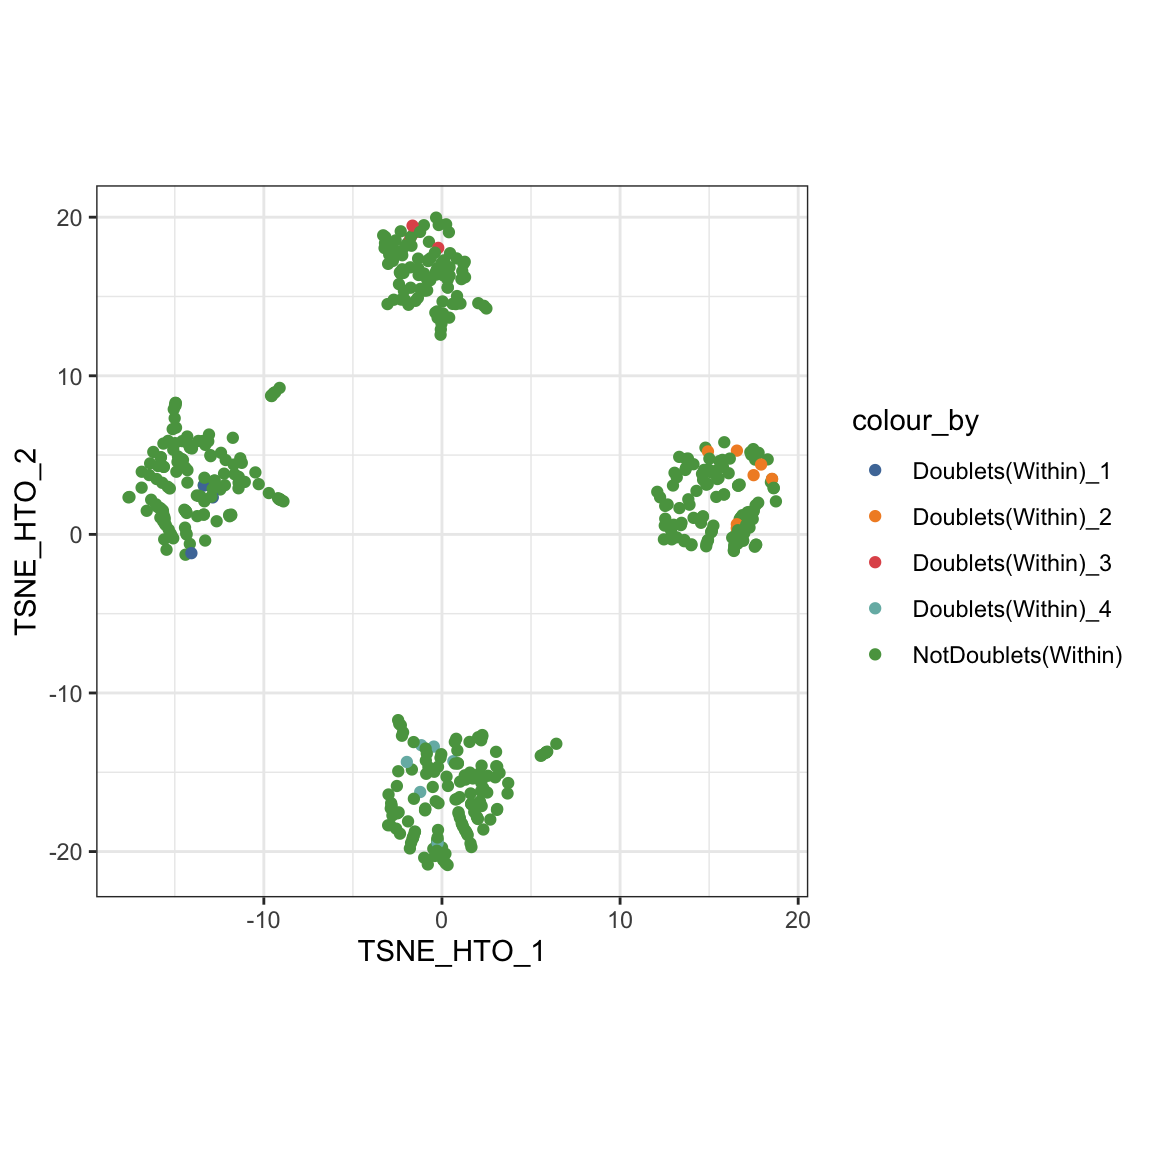 20
10
0
-10
-20
TSNE_HTO_2
-10
0
10
20
TSNE_HTO_1
colour_by
Doublets(Within)_1
Doublets(Within)_2
Doublets(Within)_3
Doublets(Within)_4
NotDoublets(Within)